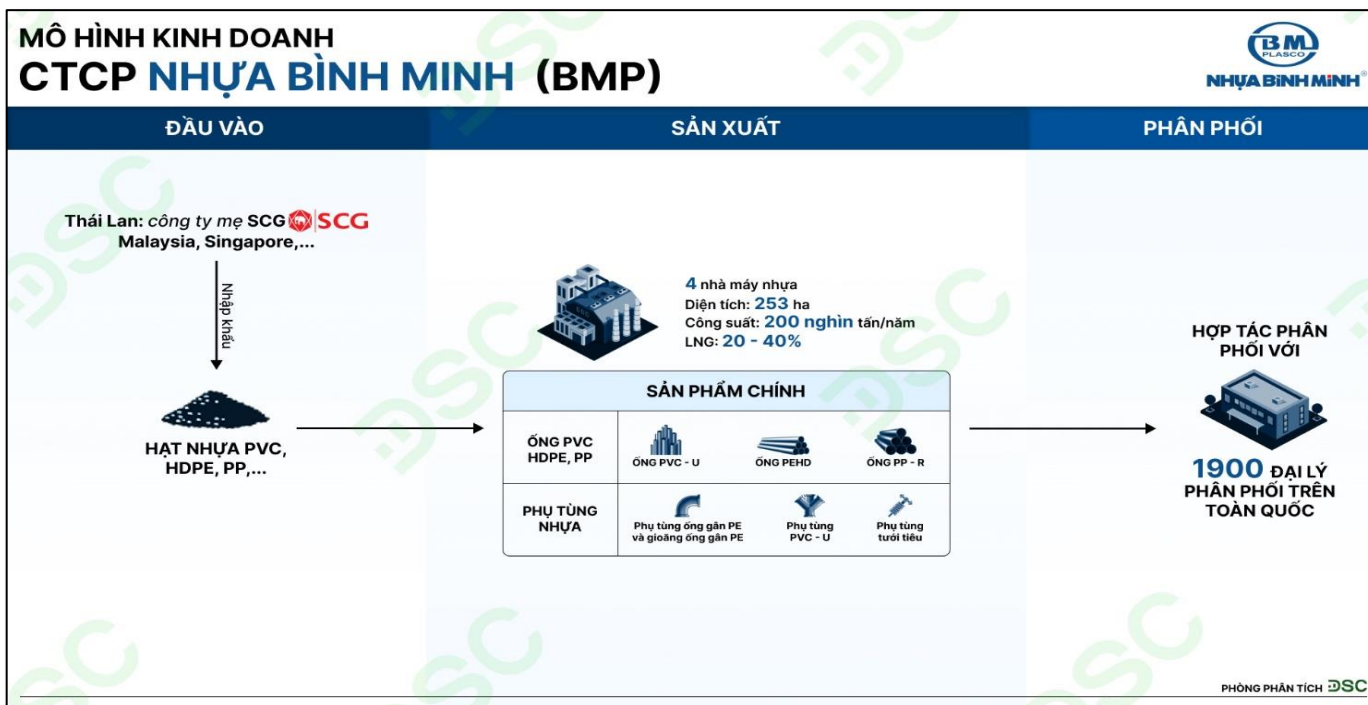 MÔ HÌNH KINH DOANH
CTCP NHỰA BÌNH MINH (BMP)
BM
PLASCO
NHỰA BÌNH MINH®
ĐẦU VÀO
SẢN XUẤT
PHÂN PHỐI
Thái Lan: công ty mẹ SCG SCG
Malaysia, Singapore,...
Nhập khẩu
HẠT NHỰA PVC,
HDPE, PP,...
4 nhà máy nhựa
Diện tích: 253 ha
Công suất: 200 nghìn tấn/năm
LNG: 20 - 40%
SẢN PHẨM CHÍNH
ỐNG PVC
HDPE, PP
ỐNG PVC - U
ỐNG PEHD
ỐNG PP - R
PHỤ TÙNG
NHỰA
Phụ tùng ống gân PE
và gioăng ống gân PE
Phụ tùng
PVC - U
Phụ tùng
tưới tiêu
HỢP TÁC PHÂN
PHỐI VỚI
1900 ĐẠI LÝ
PHÂN PHỐI TRÊN
TOÀN QUỐC
PHÒNG PHÂN TÍCH DSC